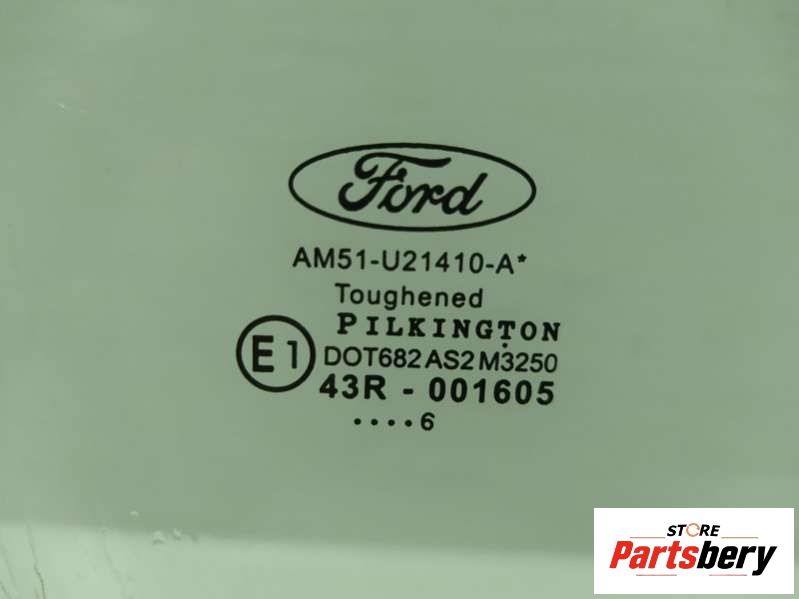 Ford
AM51-U21410-A*
Toughened
PILKINGTON
E1 DOT682 AS2 M3250
43R - 001605
....6
STORE
Partsbery